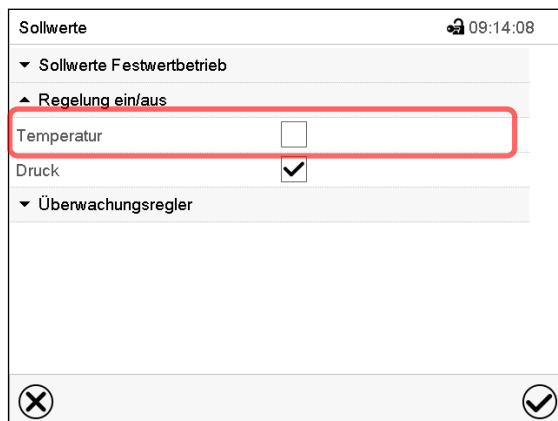 Sollwerte 09:14:08
Sollwerte Festwertbetrieb
Regelung ein/aus
Temperatur
Druck
Überwachungsregler